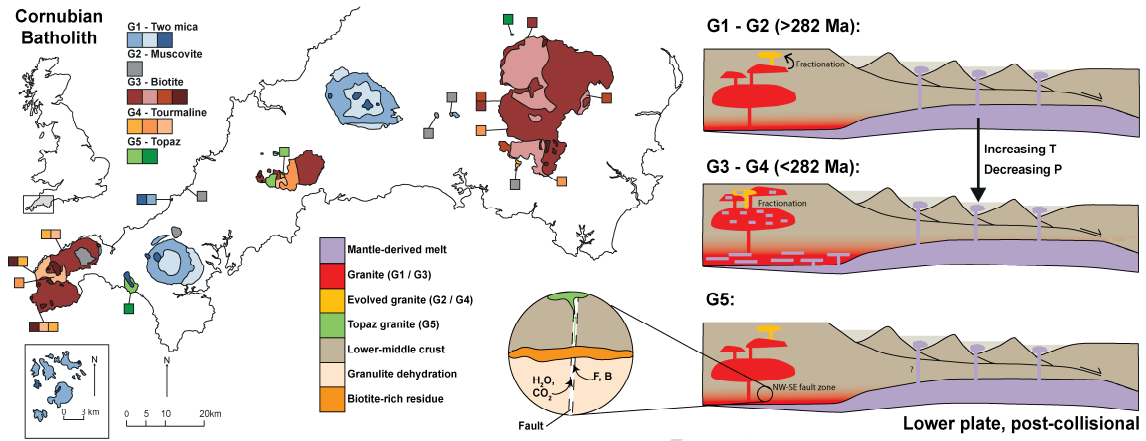 Cornubian
Batholith
G1 - Two mica
G2 - Muscovite
G3 - Biotite
G4 - Tourmaline
G5 - Topaz
N
0 3 km
N
0 5 10 20km
Mantle-derived melt
Granite (G1 / G3)
Evolved granite (G2 / G4)
Topaz granite (G5)
Lower-middle crust
Granulite dehydration
Biotite-rich residue
H₂O,
CO₂
F, B
Fault
G1 - G2 (>282 Ma):
Fractionation
Increasing T
Decreasing P
G3 - G4 (<282 Ma):
Fractionation
G5:
?
NW-SE fault zone
Lower plate, post-collisional